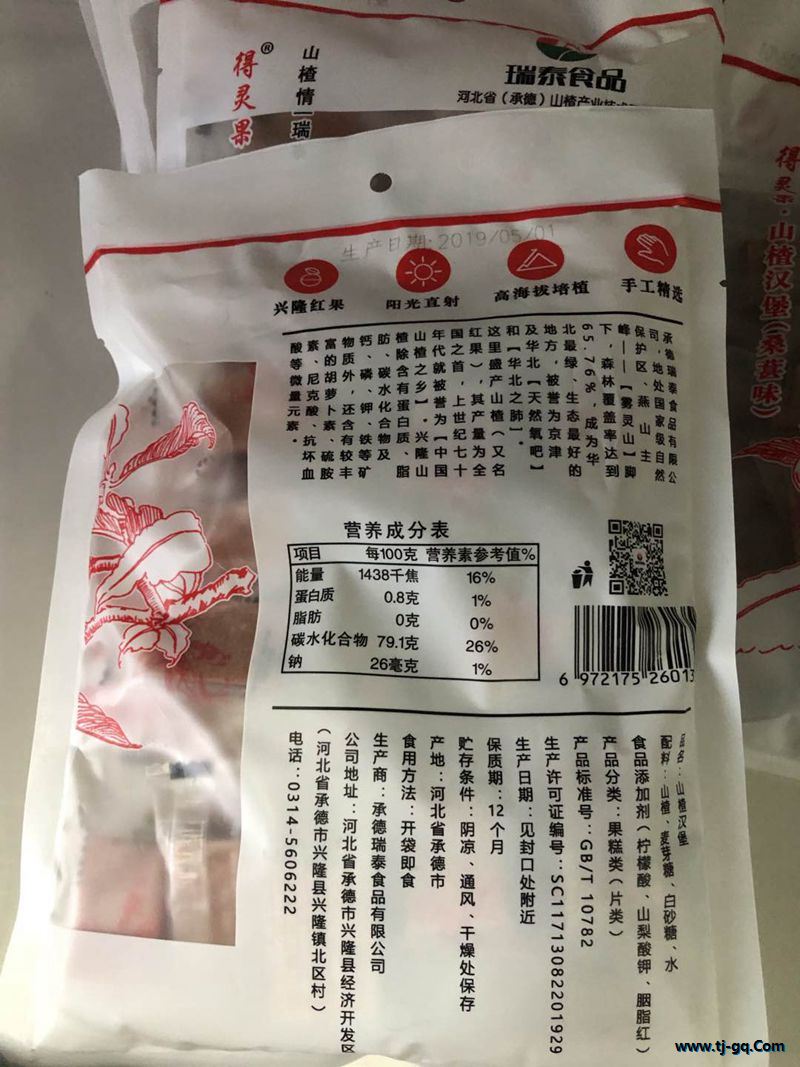 得灵果®
山楂情一瑞
瑞泰食品
河北省(承德)山楂产业技术
得灵果·山楂汉堡(桑葚味)
生产日期:2019/05/01
兴隆红果
阳光直射
高海拔培植
手工精选
承德瑞泰食品有限公
司,地处国家级自然
保护区、燕山主
峰——【雾灵山】脚
下,森林覆盖率达到
65.76%,成为华
北最绿、生态最好的
地方,被誉为京津
及华北【天然氧吧】
和【华北之肺】。
这里盛产山楂(又名
红果),其产量为全
国之首,上世纪七十
年代就被誉为【中国
山楂之乡】。兴隆山
楂除含有蛋白质、脂
肪、碳水化合物及
钙、磷、钾、铁等矿
物质外,还含有较丰
富的胡萝卜素、硫胺
素、尼克酸、抗坏血
酸等微量元素。
营养成分表
项目 每100克 营养素参考值%
能量 1438千焦 16%
蛋白质 0.8克 1%
脂肪 0克 0%
碳水化合物 79.1克 26%
钠 26毫克 1%
6 972175 26013
品名:山楂汉堡
配料:山楂、麦芽糖、白砂糖、水
食品添加剂(柠檬酸、山梨酸钾、胭脂红)
产品分类:果糕类(片类)
产品标准号:GB/T 10782
生产许可证编号:SC11713082201929
生产日期:见封口处附近
保质期:12个月
贮存条件:阴凉、通风、干燥处保存
产地:河北省承德市
食用方法:开袋即食
生产商:承德瑞泰食品有限公司
公司地址:河北省承德市兴隆县经济开发区
(河北省承德市兴隆县兴隆镇北区村)
电话:0314-5606222
www.tj-gq.Com